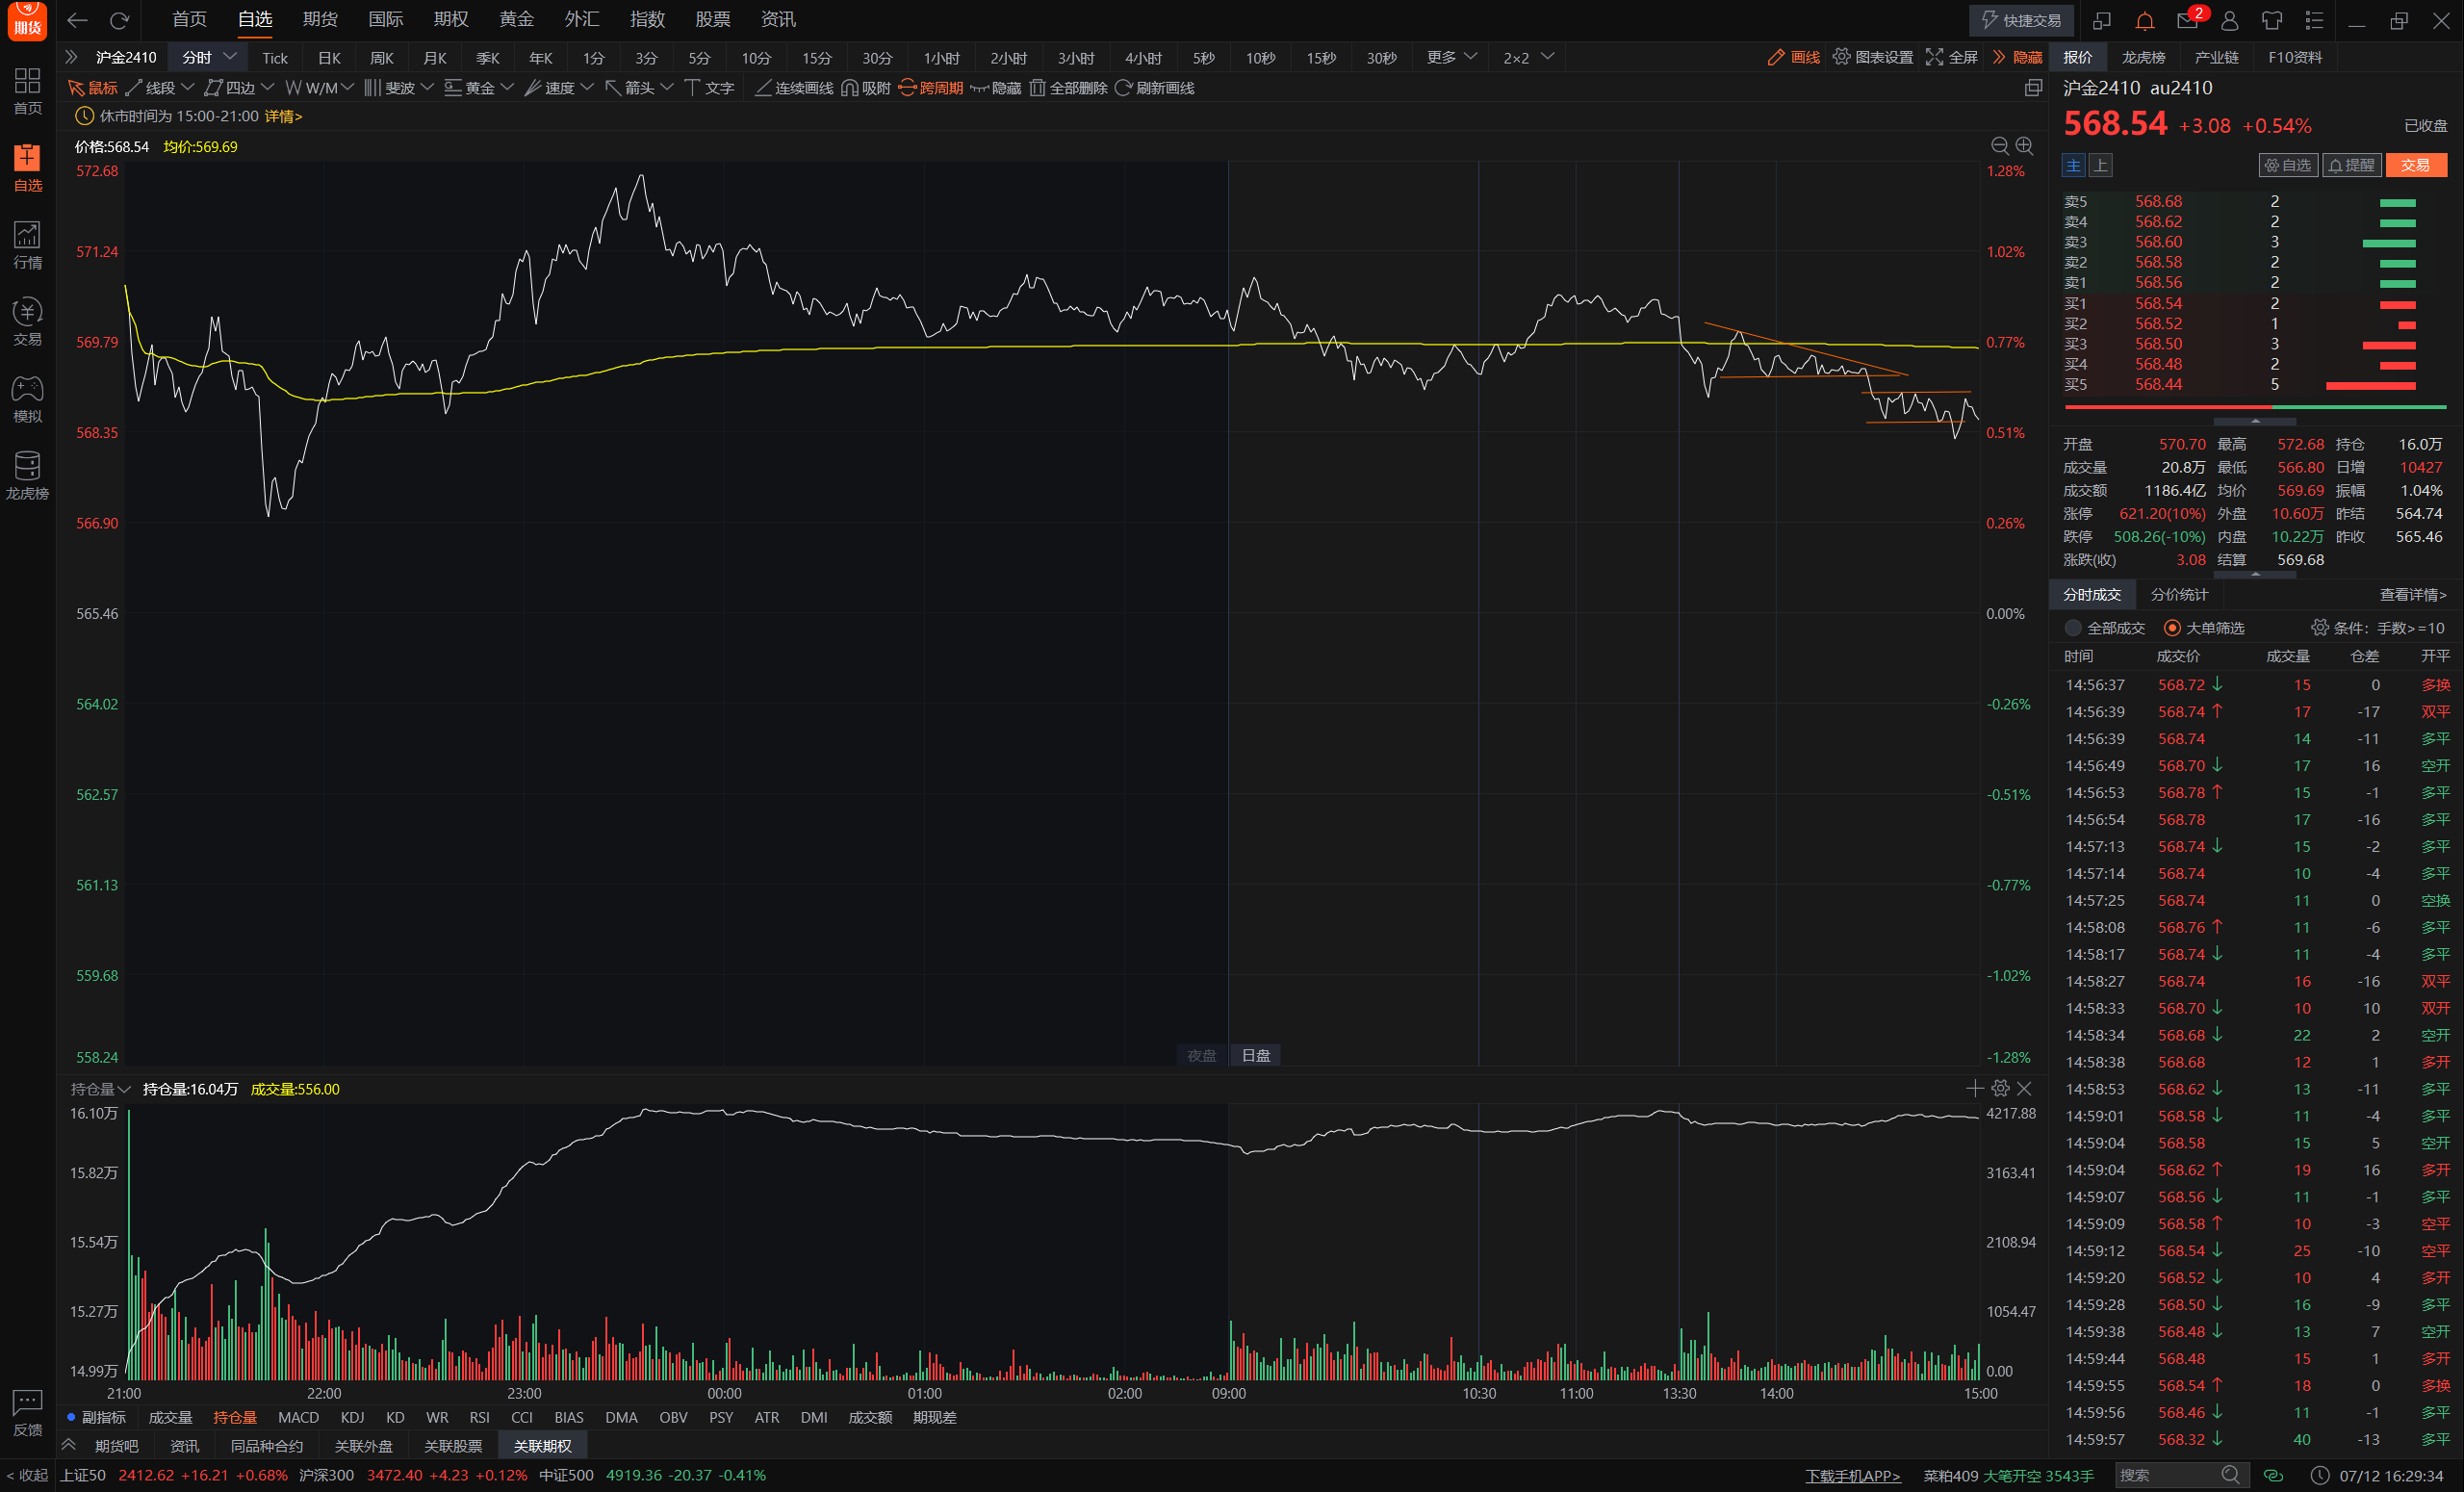 期货 首页 自选 期货 国际 期权 黄金 外汇 指数 股票 资讯 快捷交易 2
沪金2410 分时 Tick 日K 周K 月K 季K 年K 1分 3分 5分 10分 15分 30分 1小时 2小时 3小时 4小时 5秒 10秒 15秒 30秒 更多 2×2 画线 图表设置 全屏 隐藏 报价 龙虎榜 产业链 F10资料
鼠标 线段 四边 W/M 斐波 黄金 速度 箭头 文字 连续画线 吸附 跨周期 隐藏 全部删除 刷新画线
首页
自选
行情
交易
模拟
龙虎榜
反馈
休市时间为 15:00-21:00 详情>
价格:568.54 均价:569.69
572.68 1.28%
571.24 1.02%
569.79 0.77%
568.35 0.51%
566.90 0.26%
565.46 0.00%
564.02 -0.26%
562.57 -0.51%
561.13 -0.77%
559.68 -1.02%
558.24 夜盘 日盘 -1.28%
持仓量 持仓量:16.04万 成交量:556.00
16.10万 4217.88
15.82万 3163.41
15.54万 2108.94
15.27万 1054.47
14.99万 0.00
21:00 22:00 23:00 00:00 01:00 02:00 09:00 10:30 11:00 13:30 14:00 15:00
副指标 成交量 持仓量 MACD KDJ KD WR RSI CCI BIAS DMA OBV PSY ATR DMI 成交额 期现差
期货吧 资讯 同品种合约 关联外盘 关联股票 关联期权
沪金2410 au2410
568.54 +3.08 +0.54% 已收盘
主 上 自选 提醒 交易
卖5 568.68 2
卖4 568.62 2
卖3 568.60 3
卖2 568.58 2
卖1 568.56 2
买1 568.54 2
买2 568.52 1
买3 568.50 3
买4 568.48 2
买5 568.44 5
开盘 570.70 最高 572.68 持仓 16.0万
成交量 20.8万 最低 566.80 日增 10427
成交额 1186.4亿 均价 569.69 振幅 1.04%
涨停 621.20(10%) 外盘 10.60万 昨结 564.74
跌停 508.26(-10%) 内盘 10.22万 昨收 565.46
涨跌(收) 3.08 结算 569.68
分时成交 分价统计 查看详情>
全部成交 大单筛选 条件: 手数>=10
时间 成交价 成交量 仓差 开平
14:56:37 568.72↓ 15 0 多换
14:56:39 568.74↑ 17 -17 双平
14:56:39 568.74 14 -11 多平
14:56:49 568.70↓ 17 16 空开
14:56:53 568.78↑ 15 -1 多平
14:56:54 568.78 17 -16 多平
14:57:13 568.74↓ 15 -2 多平
14:57:14 568.74 10 -4 多平
14:57:25 568.74 11 0 空换
14:58:08 568.76↑ 11 -6 多平
14:58:17 568.74↓ 11 -4 多平
14:58:27 568.74 16 -16 双平
14:58:33 568.70↓ 10 10 双开
14:58:34 568.68↓ 22 2 空开
14:58:38 568.68 12 1 多开
14:58:53 568.62↓ 13 -11 多平
14:59:01 568.58↓ 11 -4 多平
14:59:04 568.58 15 5 空开
14:59:04 568.62↑ 19 16 多开
14:59:07 568.56↓ 11 -1 多平
14:59:09 568.58↑ 10 -3 空平
14:59:12 568.54↓ 25 -10 空平
14:59:20 568.52↓ 10 4 多开
14:59:28 568.50↓ 16 -9 多平
14:59:38 568.48↓ 13 7 空开
14:59:44 568.48 15 1 多开
14:59:55 568.54↑ 18 0 多换
14:59:56 568.46↓ 11 -1 多平
14:59:57 568.32↓ 40 -13 多平
< 收起 上证50 2412.62 +16.21 +0.68% 沪深300 3472.40 +4.23 +0.12% 中证500 4919.36 -20.37 -0.41% 下载手机APP> 菜粕409 大笔开空 3543手 搜索 07/12 16:29:34